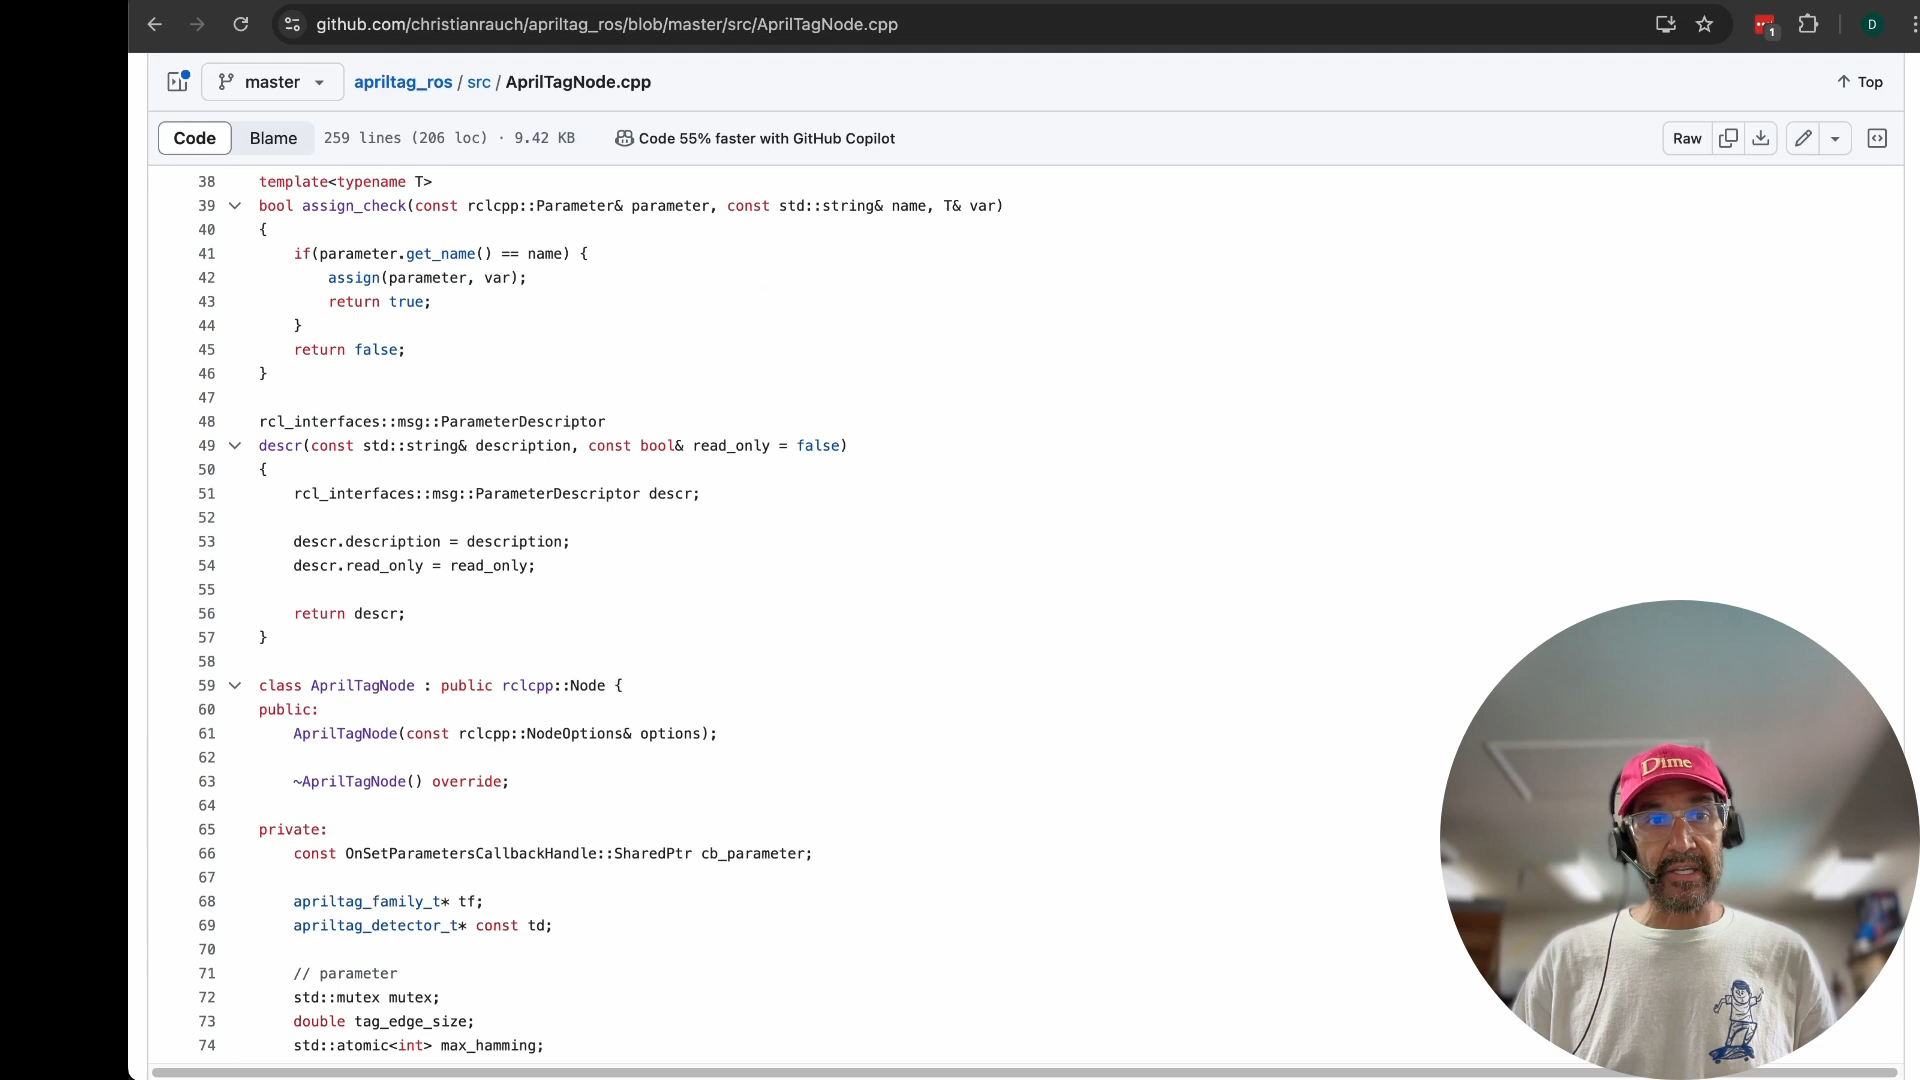 github.com/christianrauch/apriltag_ros/blob/master/src/AprilTagNode.cpp
1
D
master
apriltag_ros / src / AprilTagNode.cpp
Top
Code
Blame
259 lines (206 loc) · 9.42 KB
Code 55% faster with GitHub Copilot
Raw
38 template<typename T>
39 bool assign_check(const rclcpp::Parameter& parameter, const std::string& name, T& var)
40 {
41 if(parameter.get_name() == name) {
42 assign(parameter, var);
43 return true;
44 }
45 return false;
46 }
47
48 rcl_interfaces::msg::ParameterDescriptor
49 descr(const std::string& description, const bool& read_only = false)
50 {
51 rcl_interfaces::msg::ParameterDescriptor descr;
52
53 descr.description = description;
54 descr.read_only = read_only;
55
56 return descr;
57 }
58
59 class AprilTagNode : public rclcpp::Node {
60 public:
61 AprilTagNode(const rclcpp::NodeOptions& options);
62
63 ~AprilTagNode() override;
64
65 private:
66 const OnSetParametersCallbackHandle::SharedPtr cb_parameter;
67
68 apriltag_family_t* tf;
69 apriltag_detector_t* const td;
70
71 // parameter
72 std::mutex mutex;
73 double tag_edge_size;
74 std::atomic<int> max_hamming;
Dime